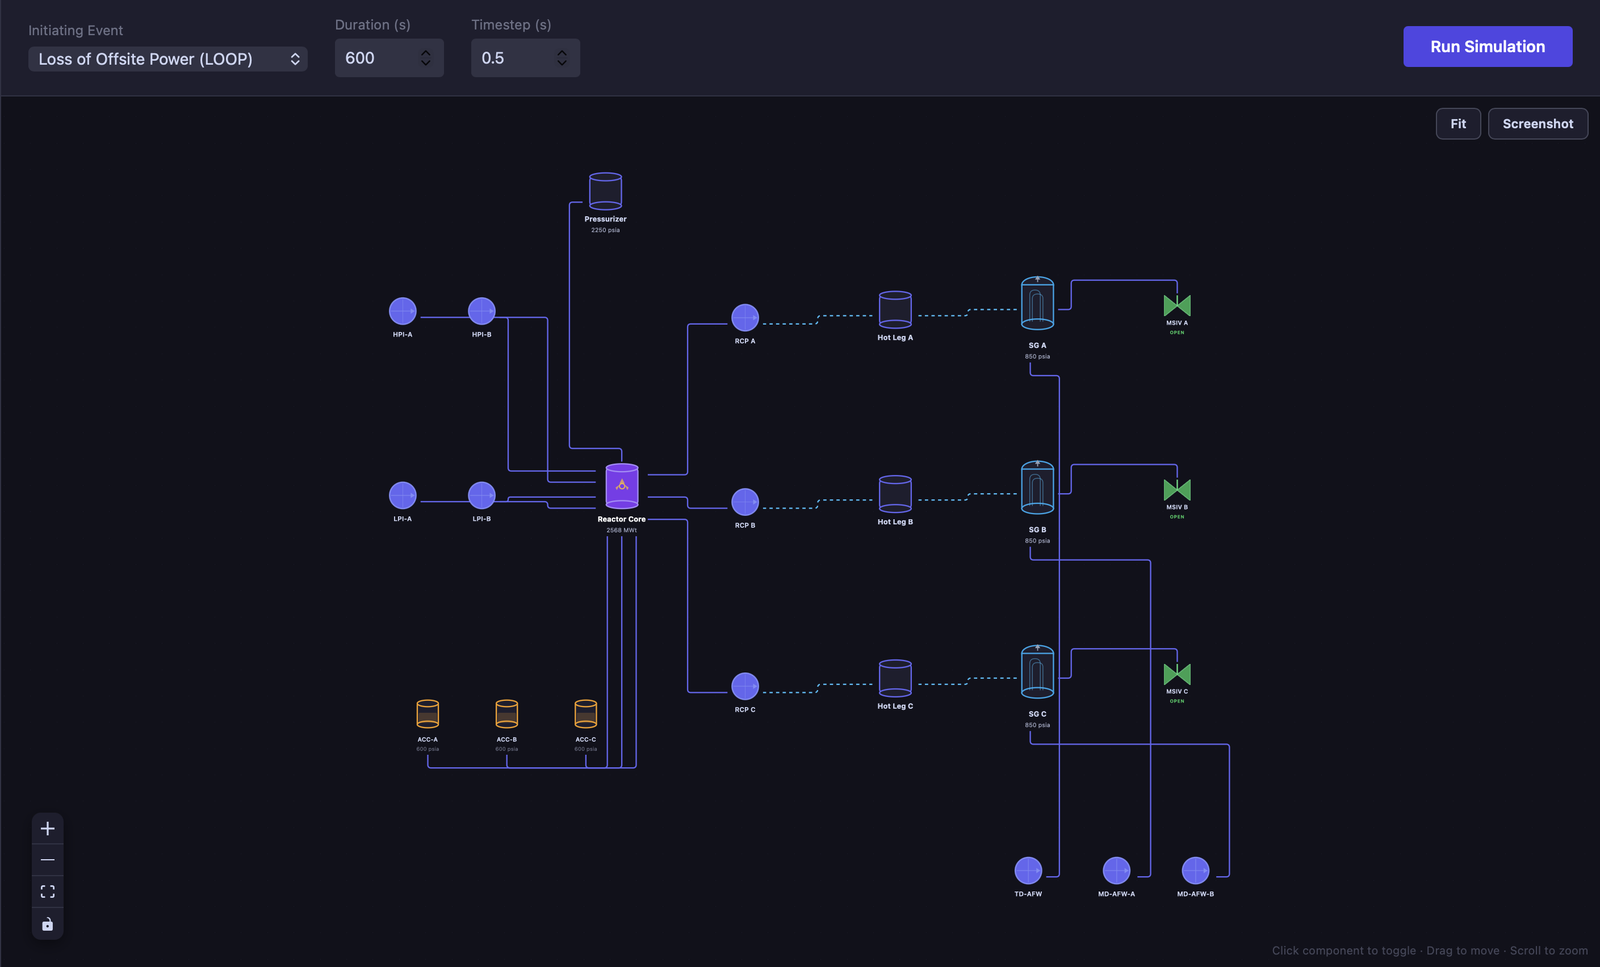 Initiating Event
Duration (s)
Timestep (s)
Loss of Offsite Power (LOOP)
600
0.5
Run Simulation
Fit
Screenshot
Pressurizer
2250 psia
HPI-A
HPI-B
RCP A
Hot Leg A
SG A
850 psia
MSIV A
OPEN
LPI-A
LPI-B
Reactor Core
2568 MWt
RCP B
Hot Leg B
SG B
850 psia
MSIV B
OPEN
ACC-A
600 psia
ACC-B
600 psia
ACC-C
600 psia
RCP C
Hot Leg C
SG C
850 psia
MSIV C
OPEN
TD-AFW
MD-AFW-A
MD-AFW-B
Click component to toggle · Drag to move · Scroll to zoom